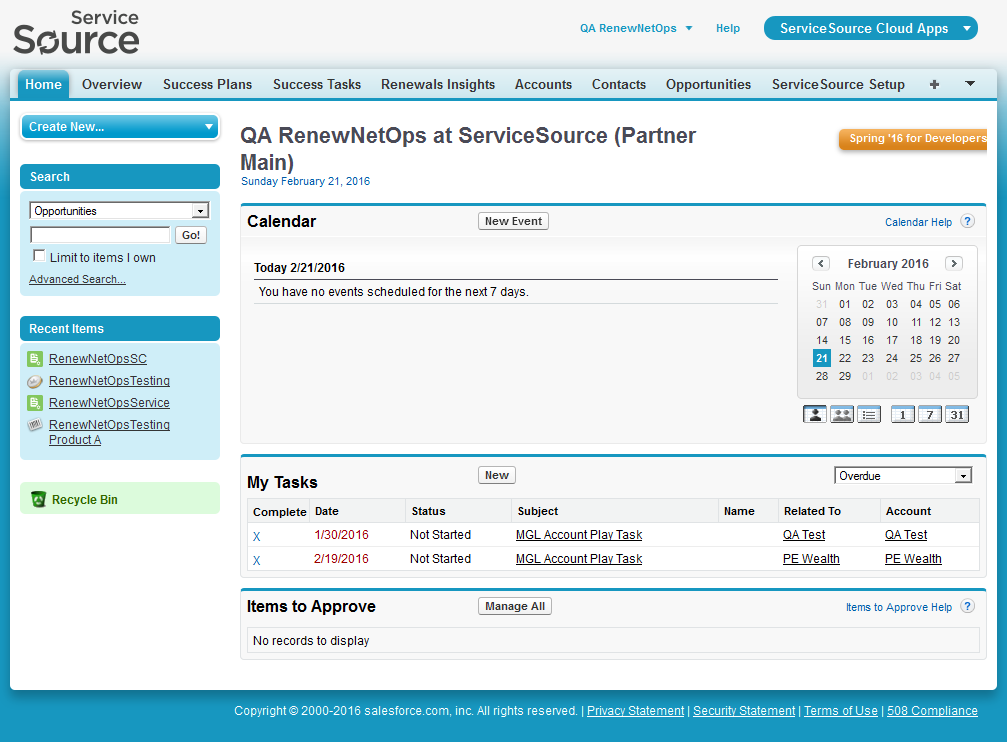 Service
Source
QA RenewNetOps
Help
ServiceSource Cloud Apps
Home Overview Success Plans Success Tasks Renewals Insights Accounts Contacts Opportunities ServiceSource Setup +
Create New...
Search
Opportunities
Go!
Limit to items I own
Advanced Search...
Recent Items
RenewNetOpsSC
RenewNetOpsTesting
RenewNetOpsService
RenewNetOpsTesting
Product A
Recycle Bin
QA RenewNetOps at ServiceSource (Partner
Main)
Sunday February 21, 2016
Spring '16 for Developers
Calendar
New Event
Calendar Help ?
Today 2/21/2016
You have no events scheduled for the next 7 days.
< February 2016 >
Sun Mon Tue Wed Thu Fri Sat
31 01 02 03 04 05 06
07 08 09 10 11 12 13
14 15 16 17 18 19 20
21 22 23 24 25 26 27
28 29 01 02 03 04 05
1 7 31
My Tasks
New
Overdue
Complete Date Status Subject Name Related To Account
X 1/30/2016 Not Started MGL Account Play Task QA Test QA Test
X 2/19/2016 Not Started MGL Account Play Task PE Wealth PE Wealth
Items to Approve
Manage All
Items to Approve Help ?
No records to display
Copyright © 2000-2016 salesforce.com, inc. All rights reserved. | Privacy Statement | Security Statement | Terms of Use | 508 Compliance